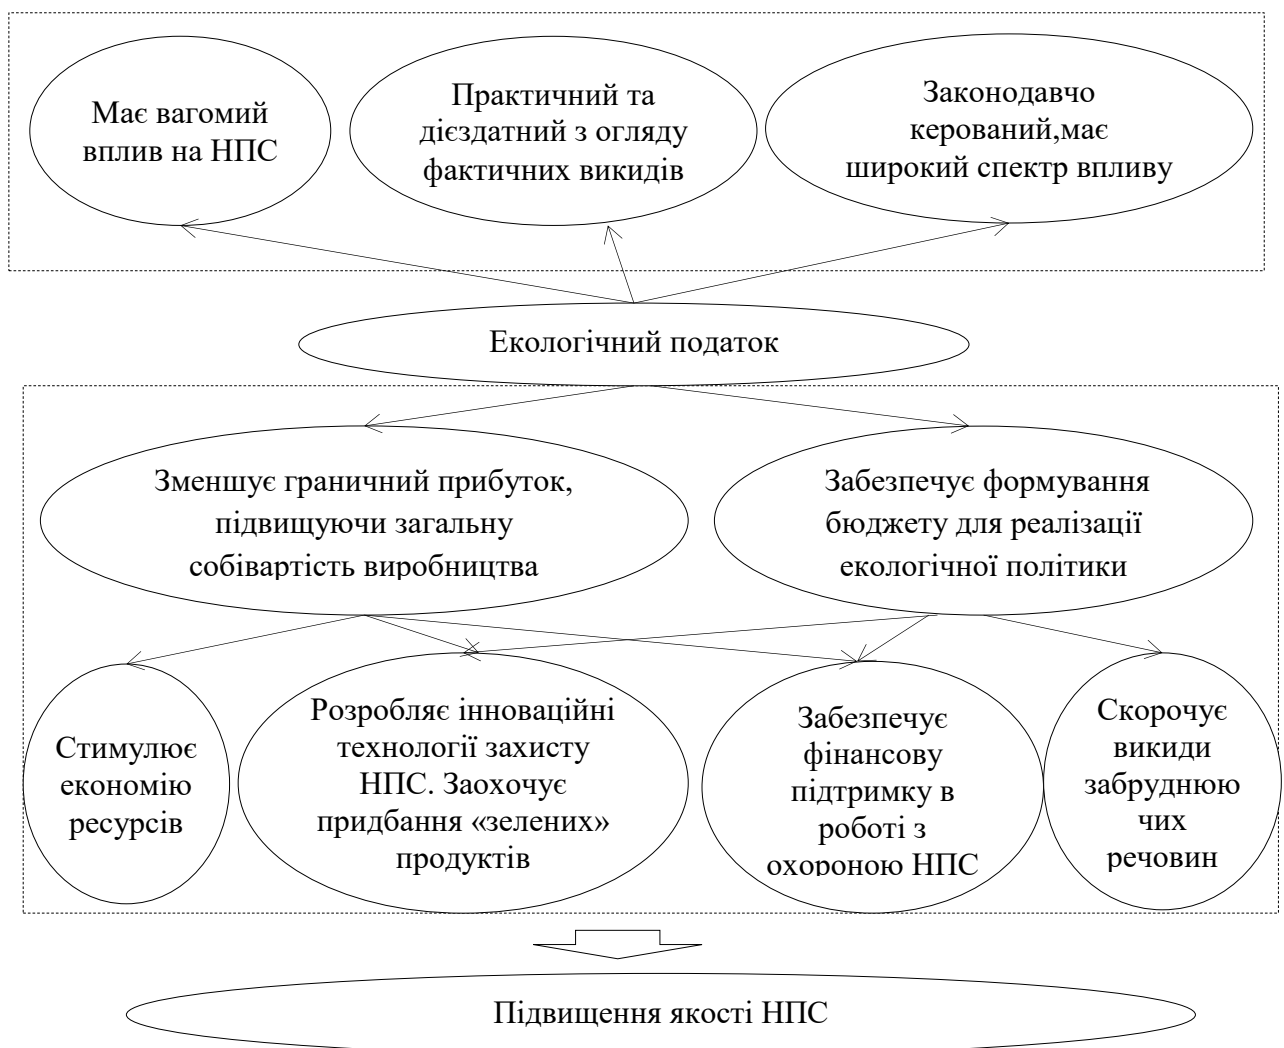 Має вагомий
вплив на НПС
Практичний та
дієздатний з огляду
фактичних викидів
Законодавчо
керований,має
широкий спектр впливу
Екологічний податок
Зменшує граничний прибуток,
підвищуючи загальну
собівартість виробництва
Забезпечує формування
бюджету для реалізації
екологічної політики
Стимулює
економію
ресурсів
Розробляє інноваційні
технології захисту
НПС. Заохочує
придбання «зелених»
продуктів
Забезпечує
фінансову
підтримку в
роботі з
охороною НПС
Скорочує
викиди
забруднюю
чих
речовин
Підвищення якості НПС